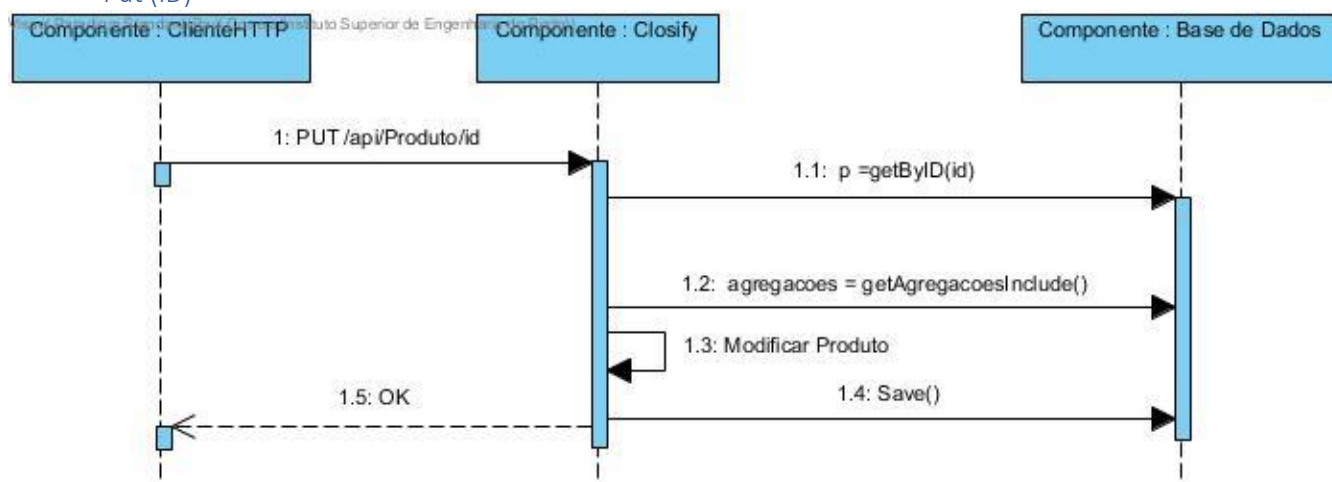 Put (ID)
Componente : ClienteHTTP
Componente : Closify
Componente : Base de Dados
1: PUT /api/Produto/id
1.1: p =getByID(id)
1.2: agregacoes = getAgregacoesInclude()
1.3: Modificar Produto
1.4: Save()
1.5: OK